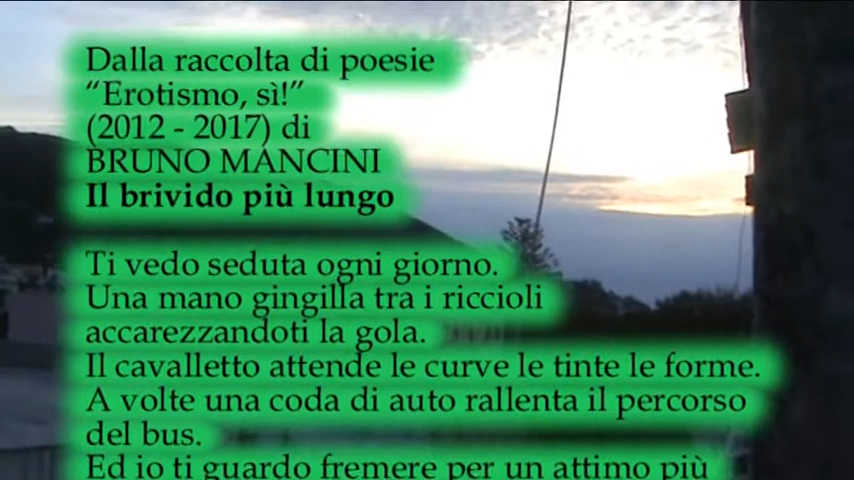 Dalla raccolta di poesie
“Erotismo, sì!”
(2012 - 2017) di
BRUNO MANCINI
Il brivido più lungo
Ti vedo seduta ogni giorno.
Una mano gingilla tra i riccioli
accarezzandoti la gola.
Il cavalletto attende le curve le tinte le forme.
A volte una coda di auto rallenta il percorso
del bus.
Ed io ti guardo fremere per un attimo più